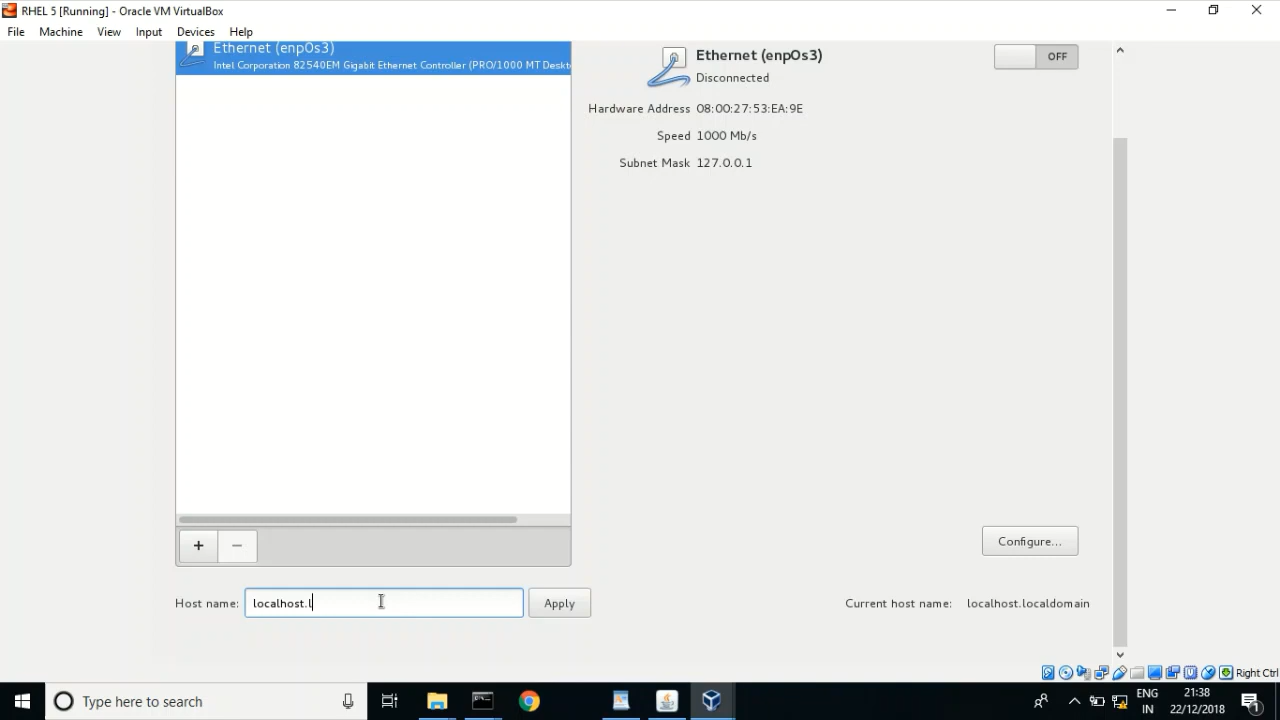 RHEL 5 [Running] - Oracle VM VirtualBox
File Machine View Input Devices Help
Ethernet (enp0s3)
Intel Corporation 82540EM Gigabit Ethernet Controller (PRO/1000 MT Deskto
Ethernet (enp0s3)
Disconnected
OFF
Hardware Address 08:00:27:53:EA:9E
Speed 1000 Mb/s
Subnet Mask 127.0.0.1
+ −
Configure...
Host name: localhost.l Apply
Current host name: localhost.localdomain
Right Ctrl
Type here to search
ENG
IN
21:38
22/12/2018
1